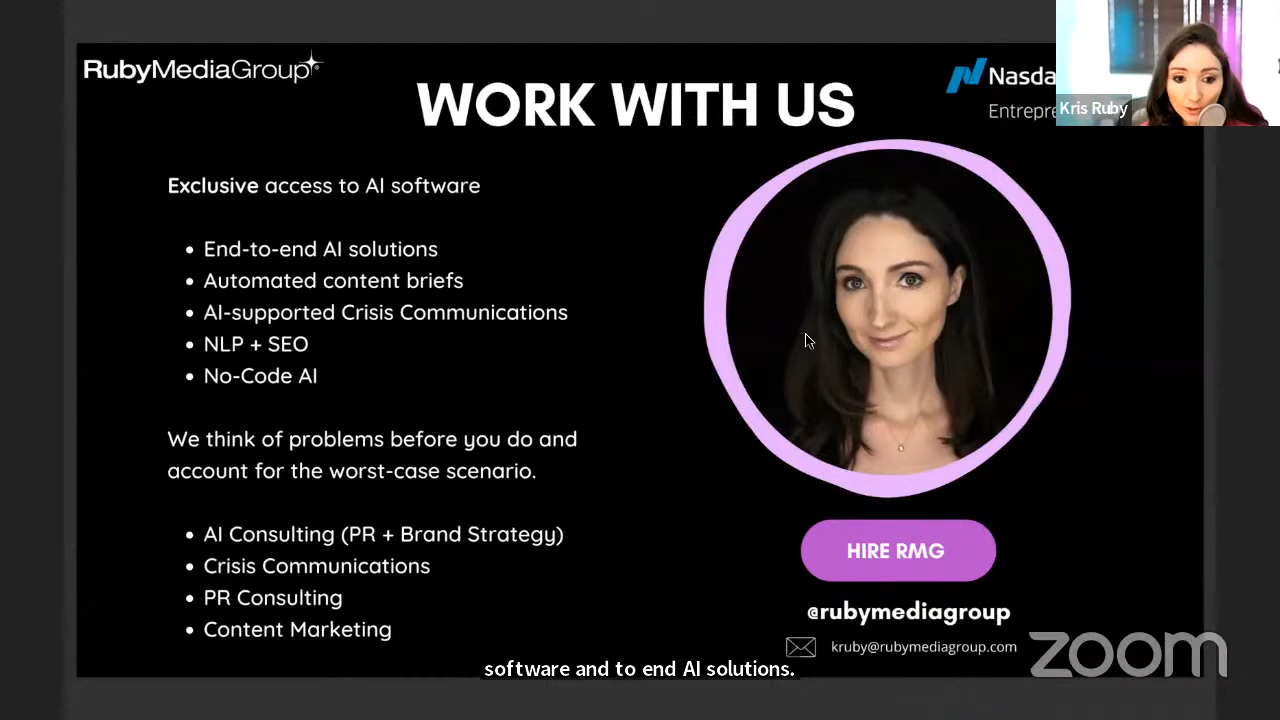 RubyMediaGroup
WORK WITH US
Nasda
Entrepre
Kris Ruby
Exclusive access to AI software
• End-to-end AI solutions
• Automated content briefs
• AI-supported Crisis Communications
• NLP + SEO
• No-Code AI
We think of problems before you do and
account for the worst-case scenario.
• AI Consulting (PR + Brand Strategy)
• Crisis Communications
• PR Consulting
• Content Marketing
HIRE RMG
@rubymediagroup
kruby@rubymediagroup.com
zoom
software and to end AI solutions.